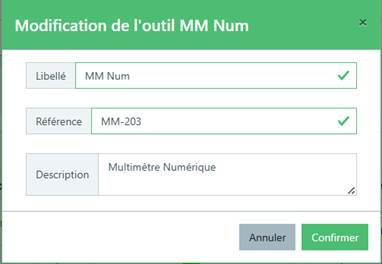 Modification de l'outil MM Num
×
Libellé MM Num
Référence MM-203
Description Multimètre Numérique
Annuler Confirmer